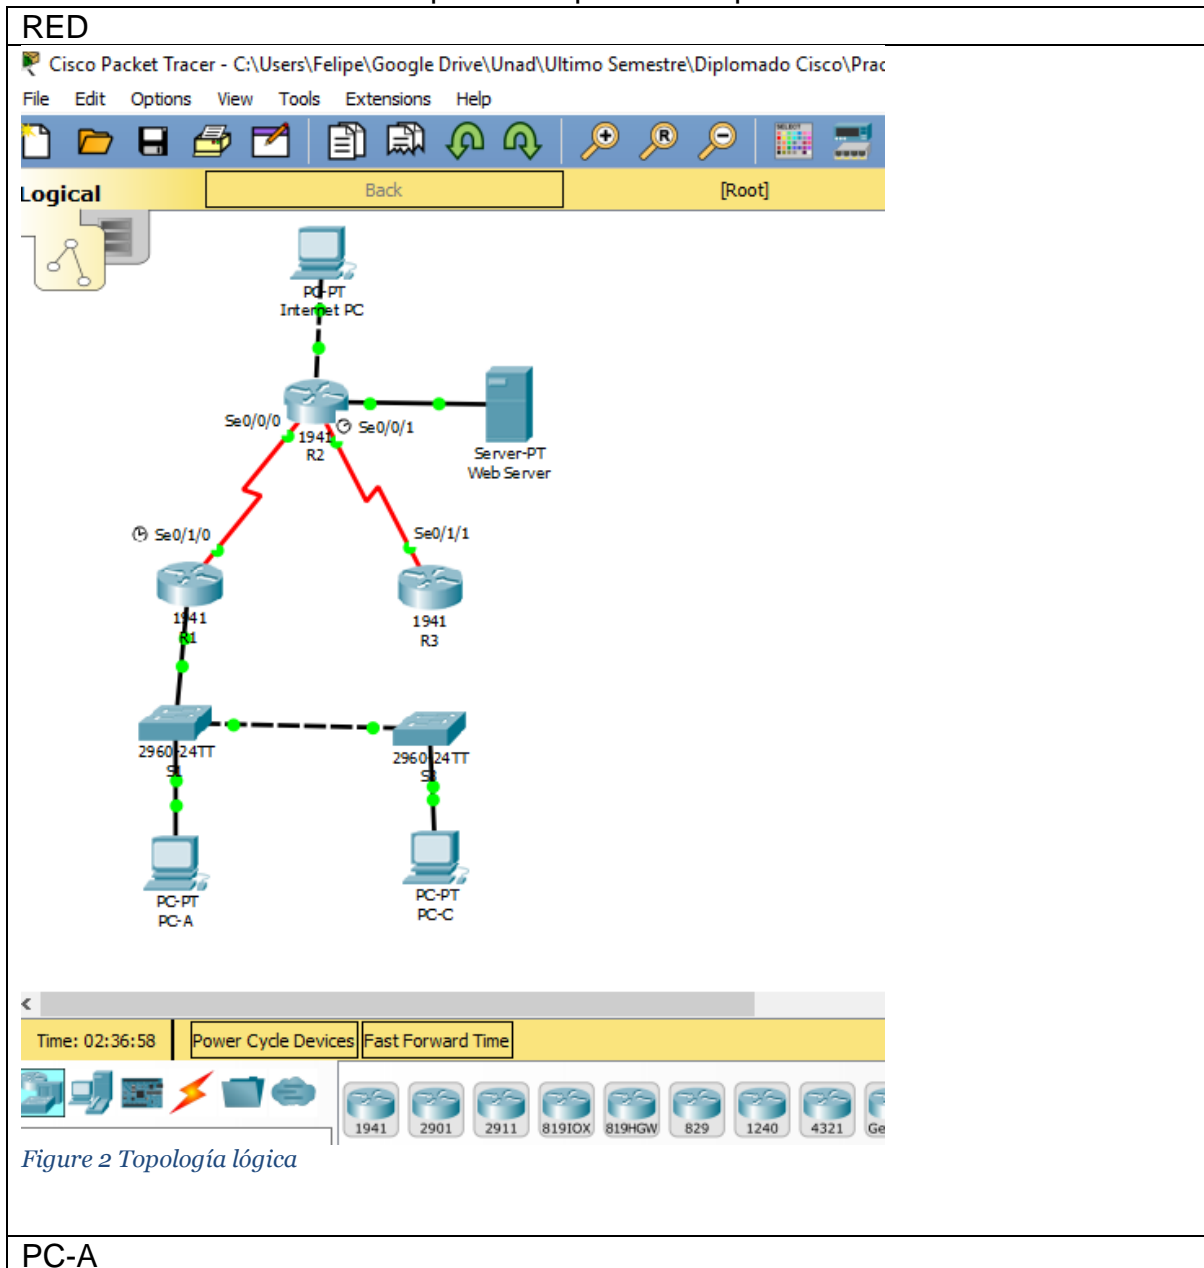 RED
Cisco Packet Tracer - C:\Users\Felipe\Google Drive\Unad\Ultimo Semestre\Diplomado Cisco\Prac
File Edit Options View Tools Extensions Help
Logical Back [Root]
PC-PT
Internet PC
Se0/0/0
1941
R2
Se0/0/1
Server-PT
Web Server
Se0/1/0
Se0/1/1
1941
R1
1941
R3
2960-24TT
S1
2960-24TT
PC-PT
PC-A
PC-PT
PC-C
Time: 02:36:58 Power Cycle Devices Fast Forward Time
1941 2901 2911 819IOX 819HGW 829 1240 4321 Ge
Figure 2 Topología lógica
PC-A